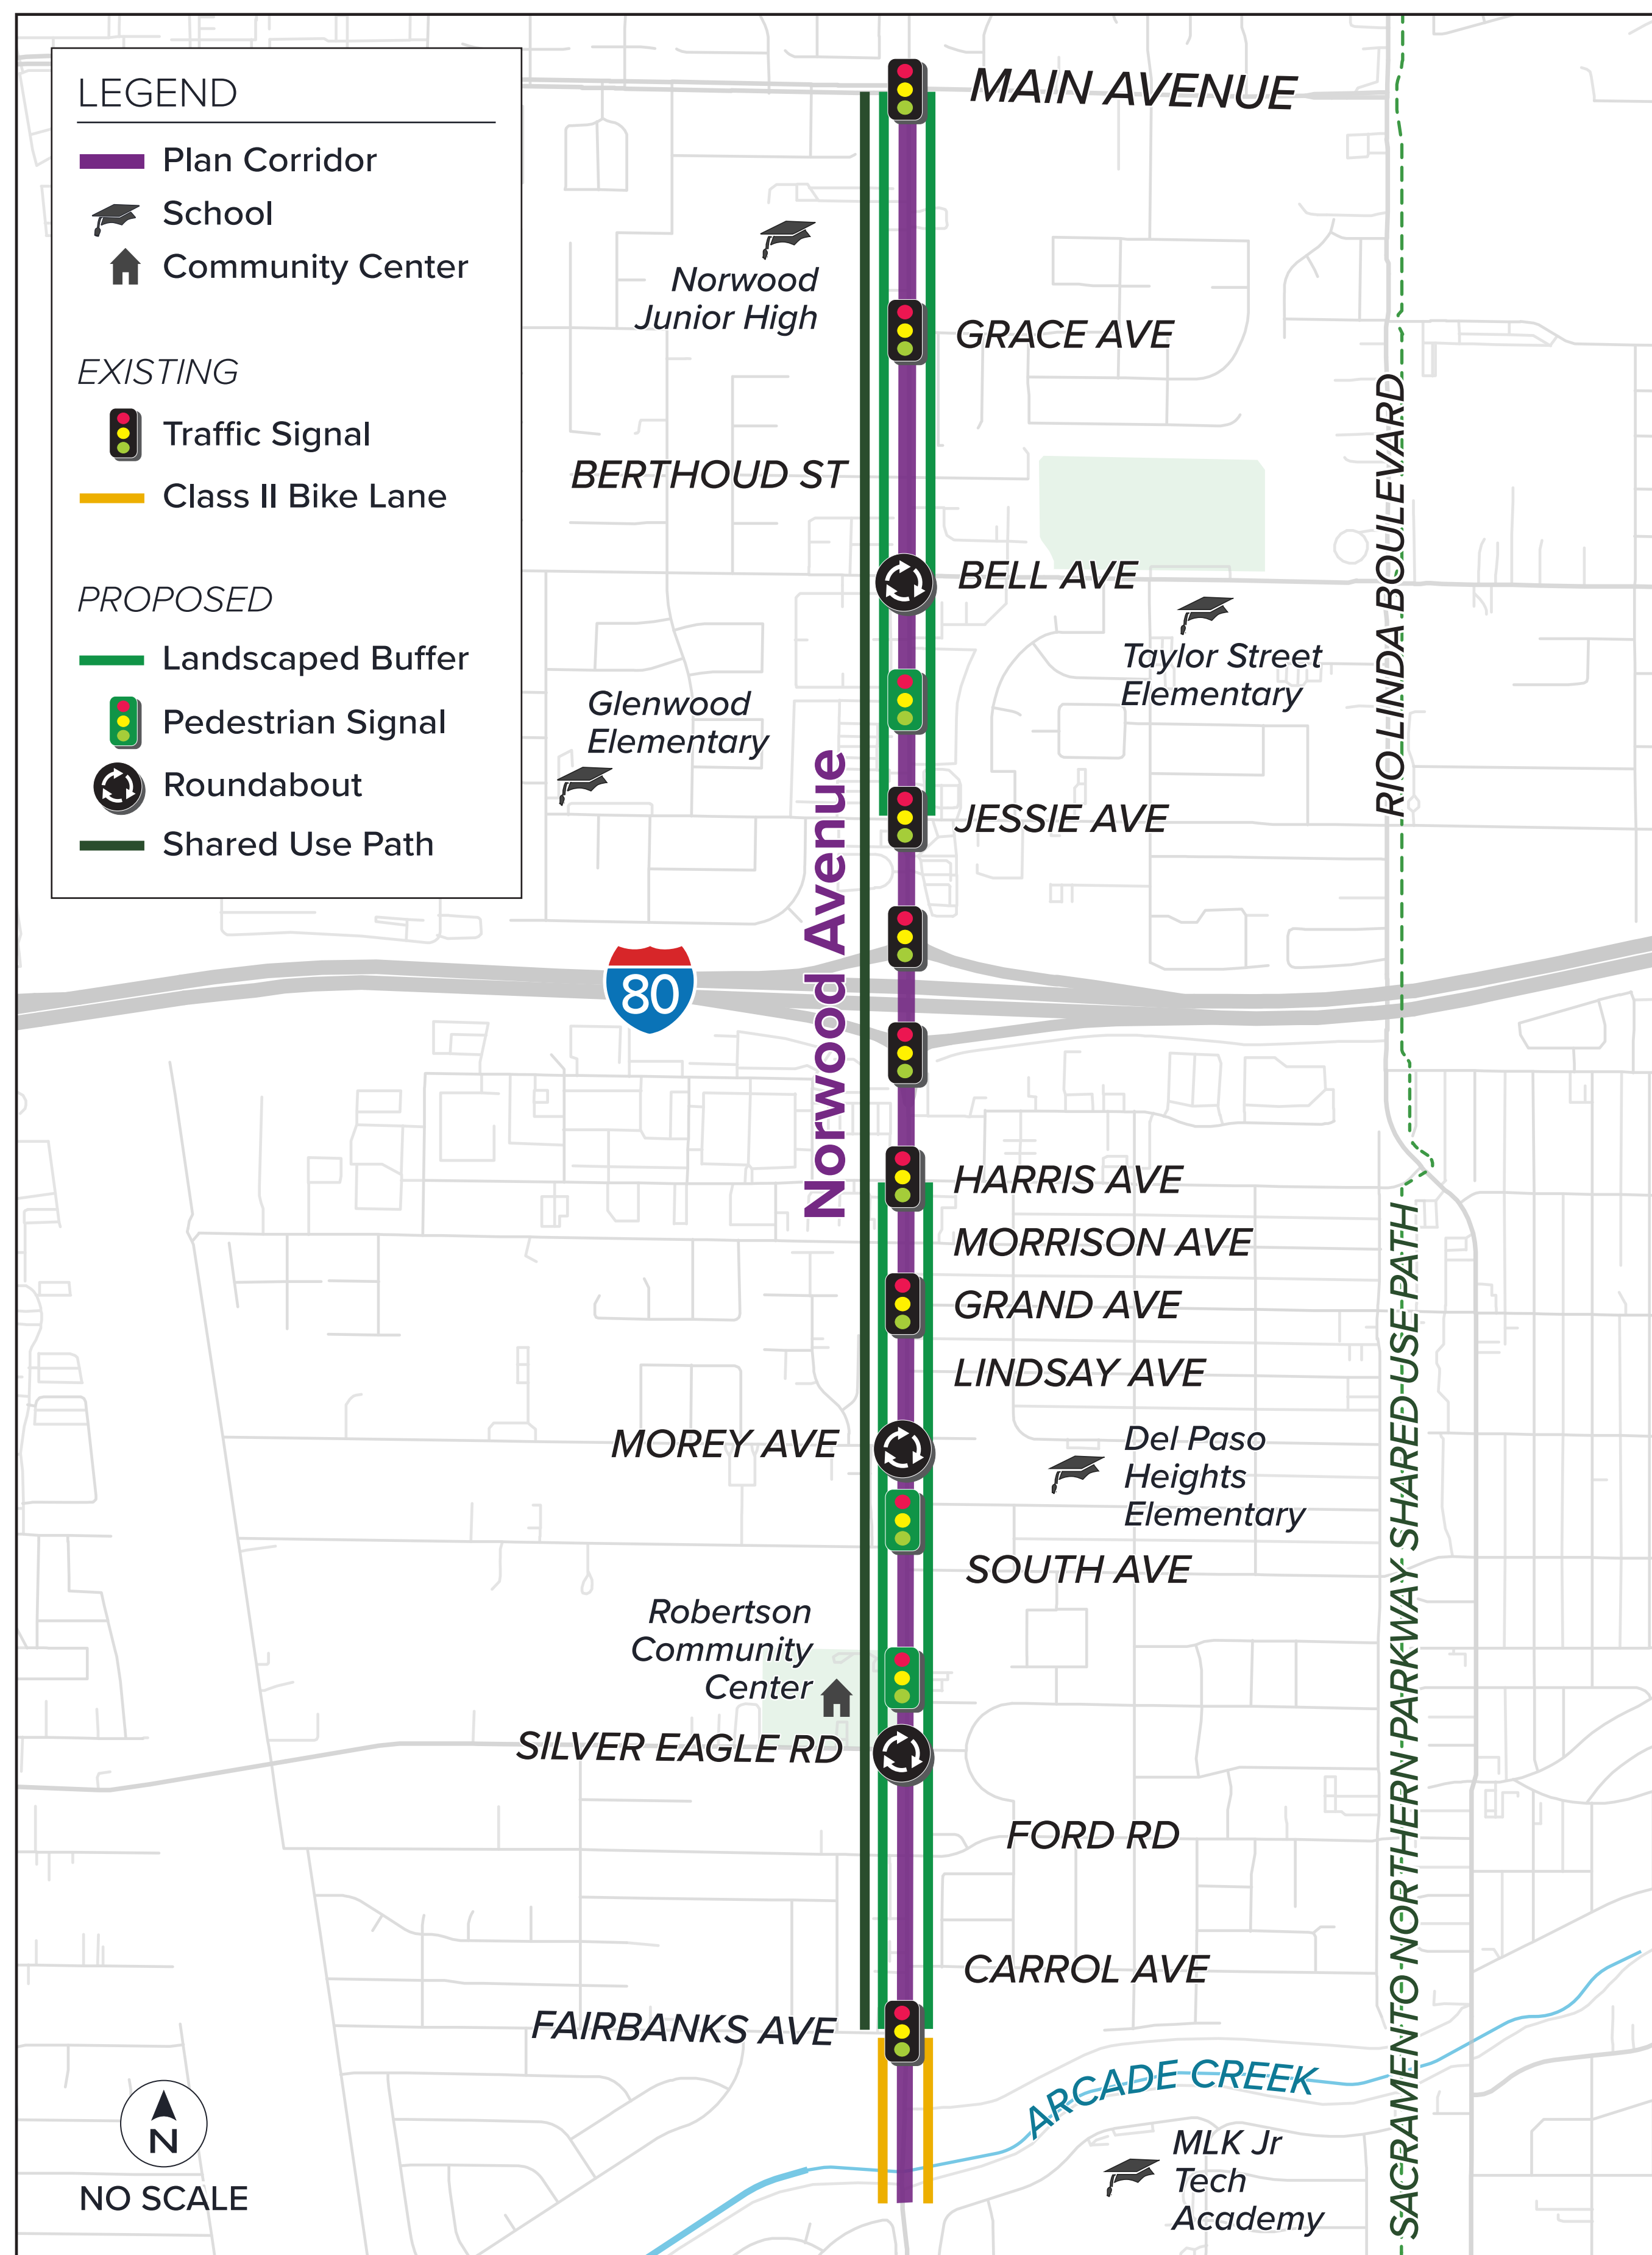 LEGEND
Plan Corridor
School
Community Center
EXISTING
Traffic Signal
Class II Bike Lane
PROPOSED
Landscaped Buffer
Pedestrian Signal
Roundabout
Shared Use Path
MAIN AVENUE
Norwood
Junior High
GRACE AVE
BERTHOUD ST
BELL AVE
Taylor Street
Elementary
RIO LINDA BOULEVARD
Glenwood
Elementary
JESSIE AVE
Norwood Avenue
80
HARRIS AVE
MORRISON AVE
GRAND AVE
LINDSAY AVE
MOREY AVE
Del Paso
Heights
Elementary
SOUTH AVE
Robertson
Community
Center
SILVER EAGLE RD
FORD RD
CARROL AVE
FAIRBANKS AVE
SACRAMENTO NORTHERN PARKWAY SHARED USE PATH
ARCADE CREEK
MLK Jr
Tech
Academy
N
NO SCALE